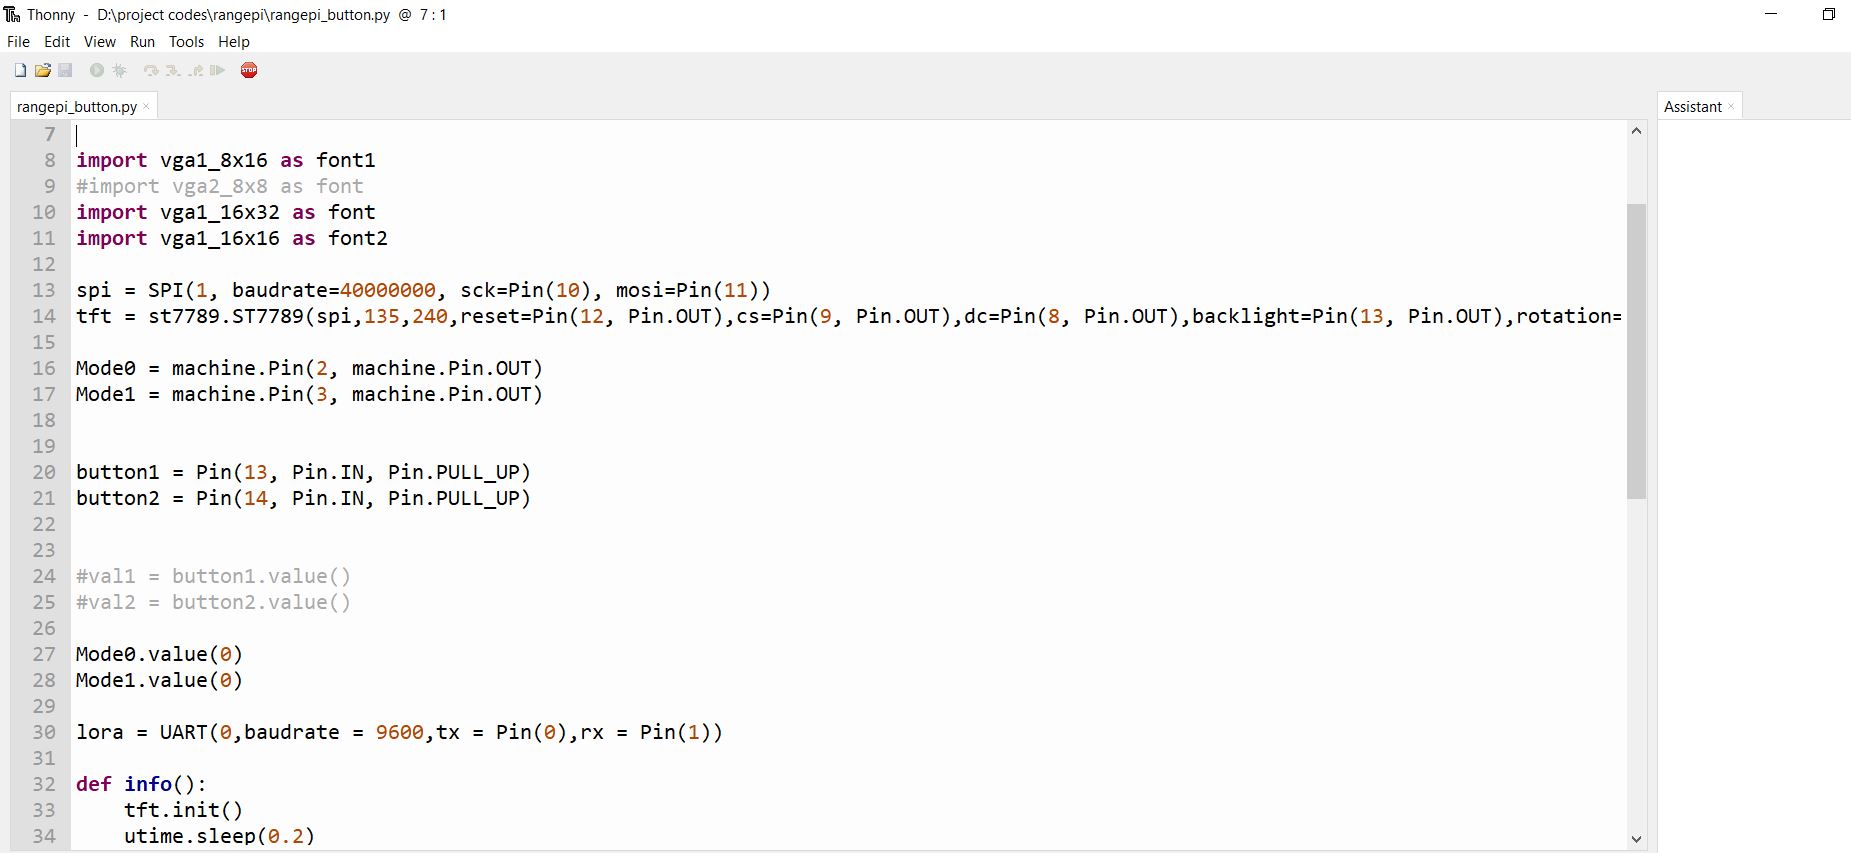 Thonny - D:\project codes\rangepi\rangepi_button.py @ 7 : 1
File Edit View Run Tools Help
STOP
rangepi_button.py ×
Assistant ×
7
8 import vga1_8x16 as font1
9 #import vga2_8x8 as font
10 import vga1_16x32 as font
11 import vga1_16x16 as font2
12
13 spi = SPI(1, baudrate=40000000, sck=Pin(10), mosi=Pin(11))
14 tft = st7789.ST7789(spi,135,240,reset=Pin(12, Pin.OUT),cs=Pin(9, Pin.OUT),dc=Pin(8, Pin.OUT),backlight=Pin(13, Pin.OUT),rotation=
15
16 Mode0 = machine.Pin(2, machine.Pin.OUT)
17 Mode1 = machine.Pin(3, machine.Pin.OUT)
18
19
20 button1 = Pin(13, Pin.IN, Pin.PULL_UP)
21 button2 = Pin(14, Pin.IN, Pin.PULL_UP)
22
23
24 #val1 = button1.value()
25 #val2 = button2.value()
26
27 Mode0.value(0)
28 Mode1.value(0)
29
30 lora = UART(0,baudrate = 9600,tx = Pin(0),rx = Pin(1))
31
32 def info():
33     tft.init()
34     utime.sleep(0.2)